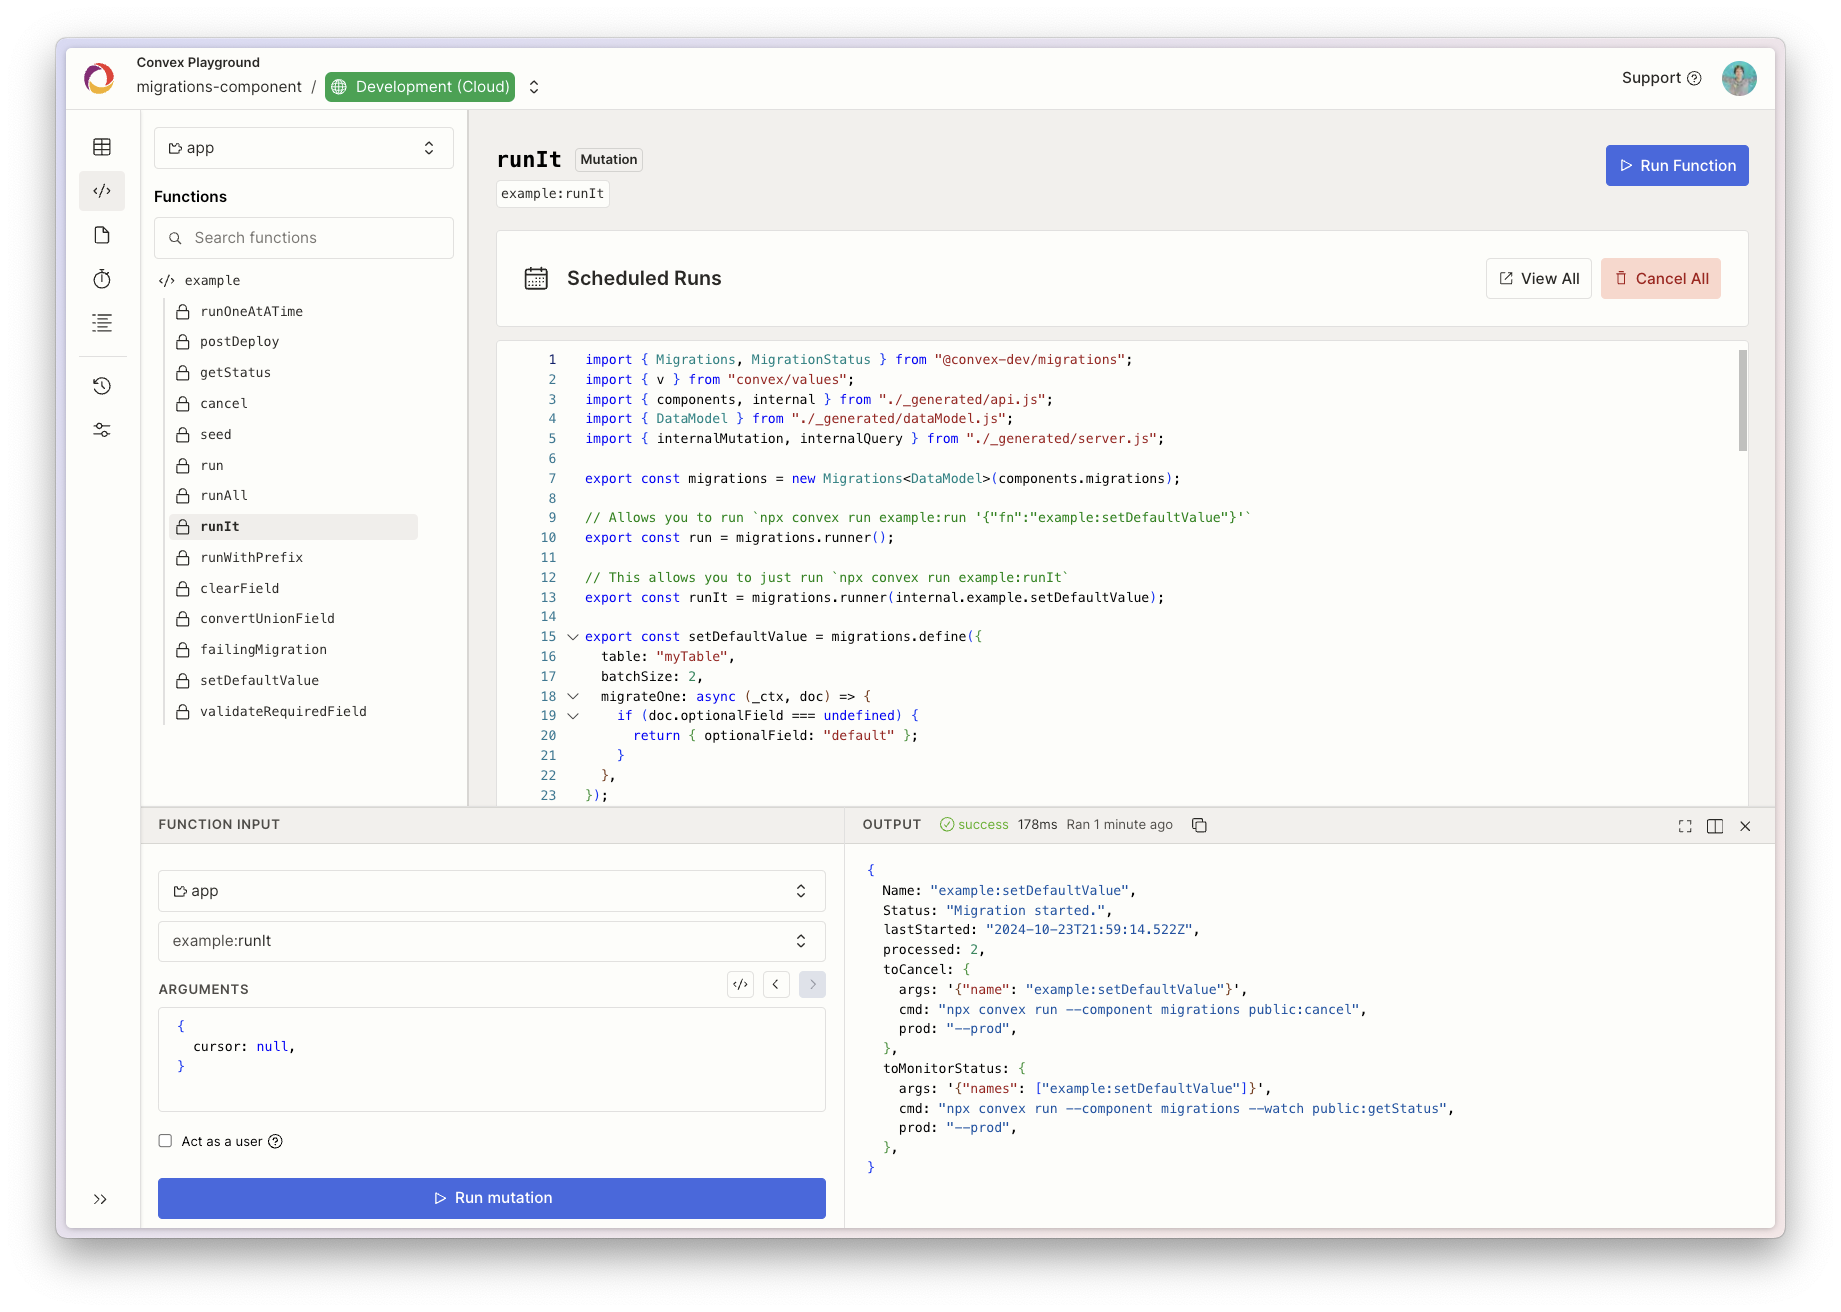 Convex Playground
migrations-component / Development (Cloud)
Support
app
Functions
Search functions
example
runOneAtATime
postDeploy
getStatus
cancel
seed
run
runAll
runIt
runWithPrefix
clearField
convertUnionField
failingMigration
setDefaultValue
validateRequiredField
runIt Mutation
example:runIt
Run Function
Scheduled Runs
View All
Cancel All
1 import { Migrations, MigrationStatus } from "@convex-dev/migrations";
2 import { v } from "convex/values";
3 import { components, internal } from "./_generated/api.js";
4 import { DataModel } from "./_generated/dataModel.js";
5 import { internalMutation, internalQuery } from "./_generated/server.js";
6
7 export const migrations = new Migrations<DataModel>(components.migrations);
8
9 // Allows you to run `npx convex run example:run '{"fn":"example:setDefaultValue"}'`
10 export const run = migrations.runner();
11
12 // This allows you to just run `npx convex run example:runIt`
13 export const runIt = migrations.runner(internal.example.setDefaultValue);
14
15 export const setDefaultValue = migrations.define({
16 table: "myTable",
17 batchSize: 2,
18 migrateOne: async (_ctx, doc) => {
19 if (doc.optionalField === undefined) {
20 return { optionalField: "default" };
21 }
22 },
23 });
FUNCTION INPUT
app
example:runIt
ARGUMENTS
{
cursor: null,
}
Act as a user
Run mutation
OUTPUT success 178ms Ran 1 minute ago
{
Name: "example:setDefaultValue",
Status: "Migration started.",
lastStarted: "2024-10-23T21:59:14.522Z",
processed: 2,
toCancel: {
args: '{"name": "example:setDefaultValue"}',
cmd: "npx convex run --component migrations public:cancel",
prod: "--prod",
},
toMonitorStatus: {
args: '{"names": ["example:setDefaultValue"]}',
cmd: "npx convex run --component migrations --watch public:getStatus",
prod: "--prod",
},
}